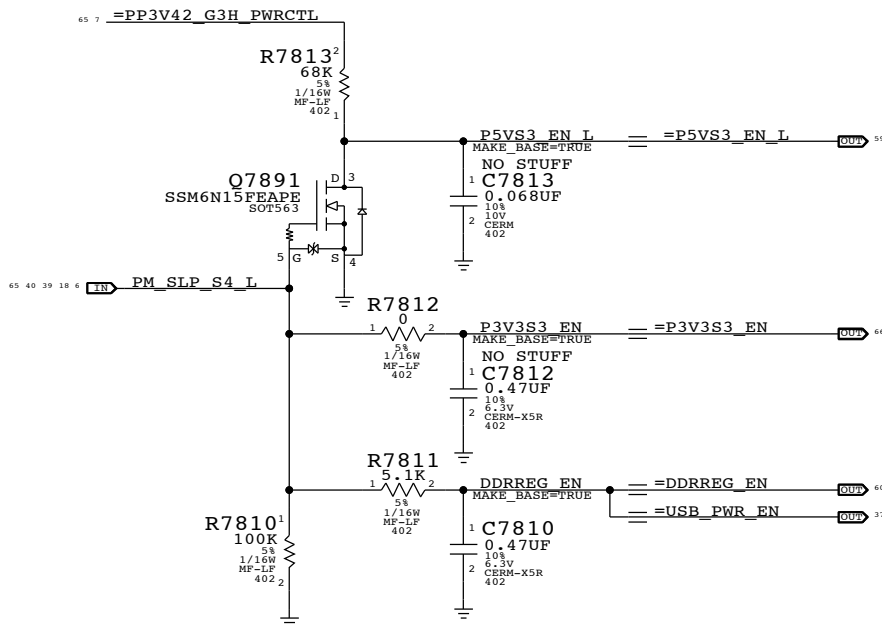 65 7 =PP3V42_G3H_PWRCTL
R7813 2
68K
5%
1/16W
MF-LF
402
1
P5VS3_EN_L
=P5VS3_EN_L
OUT 59
MAKE_BASE=TRUE
NO STUFF
1 C7813
0.068UF
10%
10V
2 CERM
402
Q7891
SSM6N15FEAPE
SOT563
D 3
5 G S 4
65 40 39 18 6 IN PM_SLP_S4_L
R7812
0
1 2
5%
1/16W
MF-LF
402
P3V3S3_EN
=P3V3S3_EN
OUT 66
MAKE_BASE=TRUE
NO STUFF
1 C7812
0.47UF
10%
6.3V
2 CERM-X5R
402
R7811
5.1K
1 2
5%
1/16W
MF-LF
402
DDRREG_EN
=DDRREG_EN
OUT 60
MAKE_BASE=TRUE
=USB_PWR_EN
OUT 37
R7810 1
100K
5%
1/16W
MF-LF
402 2
1 C7810
0.47UF
10%
6.3V
2 CERM-X5R
402